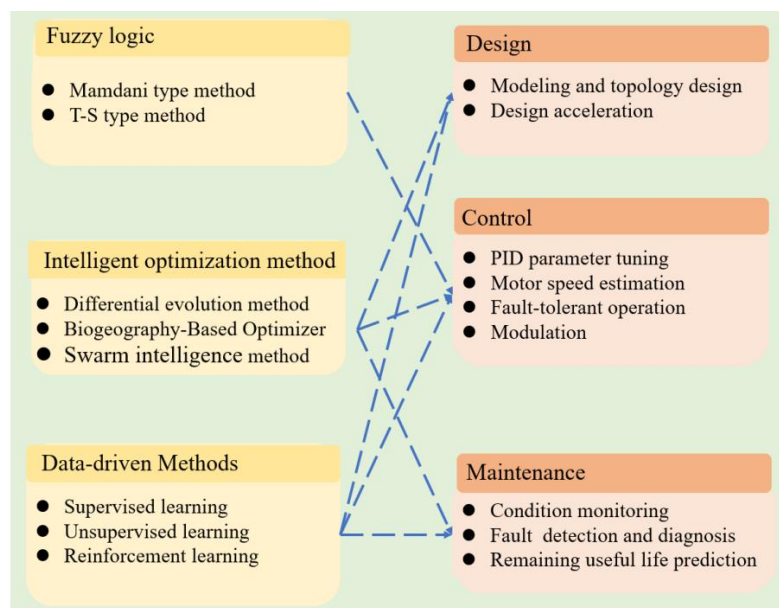 Fuzzy logic
● Mamdani type method
● T-S type method
Intelligent optimization method
● Differential evolution method
● Biogeography-Based Optimizer
● Swarm intelligence method
Data-driven Methods
● Supervised learning
● Unsupervised learning
● Reinforcement learning
Design
● Modeling and topology design
● Design acceleration
Control
● PID parameter tuning
● Motor speed estimation
● Fault-tolerant operation
● Modulation
Maintenance
● Condition monitoring
● Fault detection and diagnosis
● Remaining useful life prediction